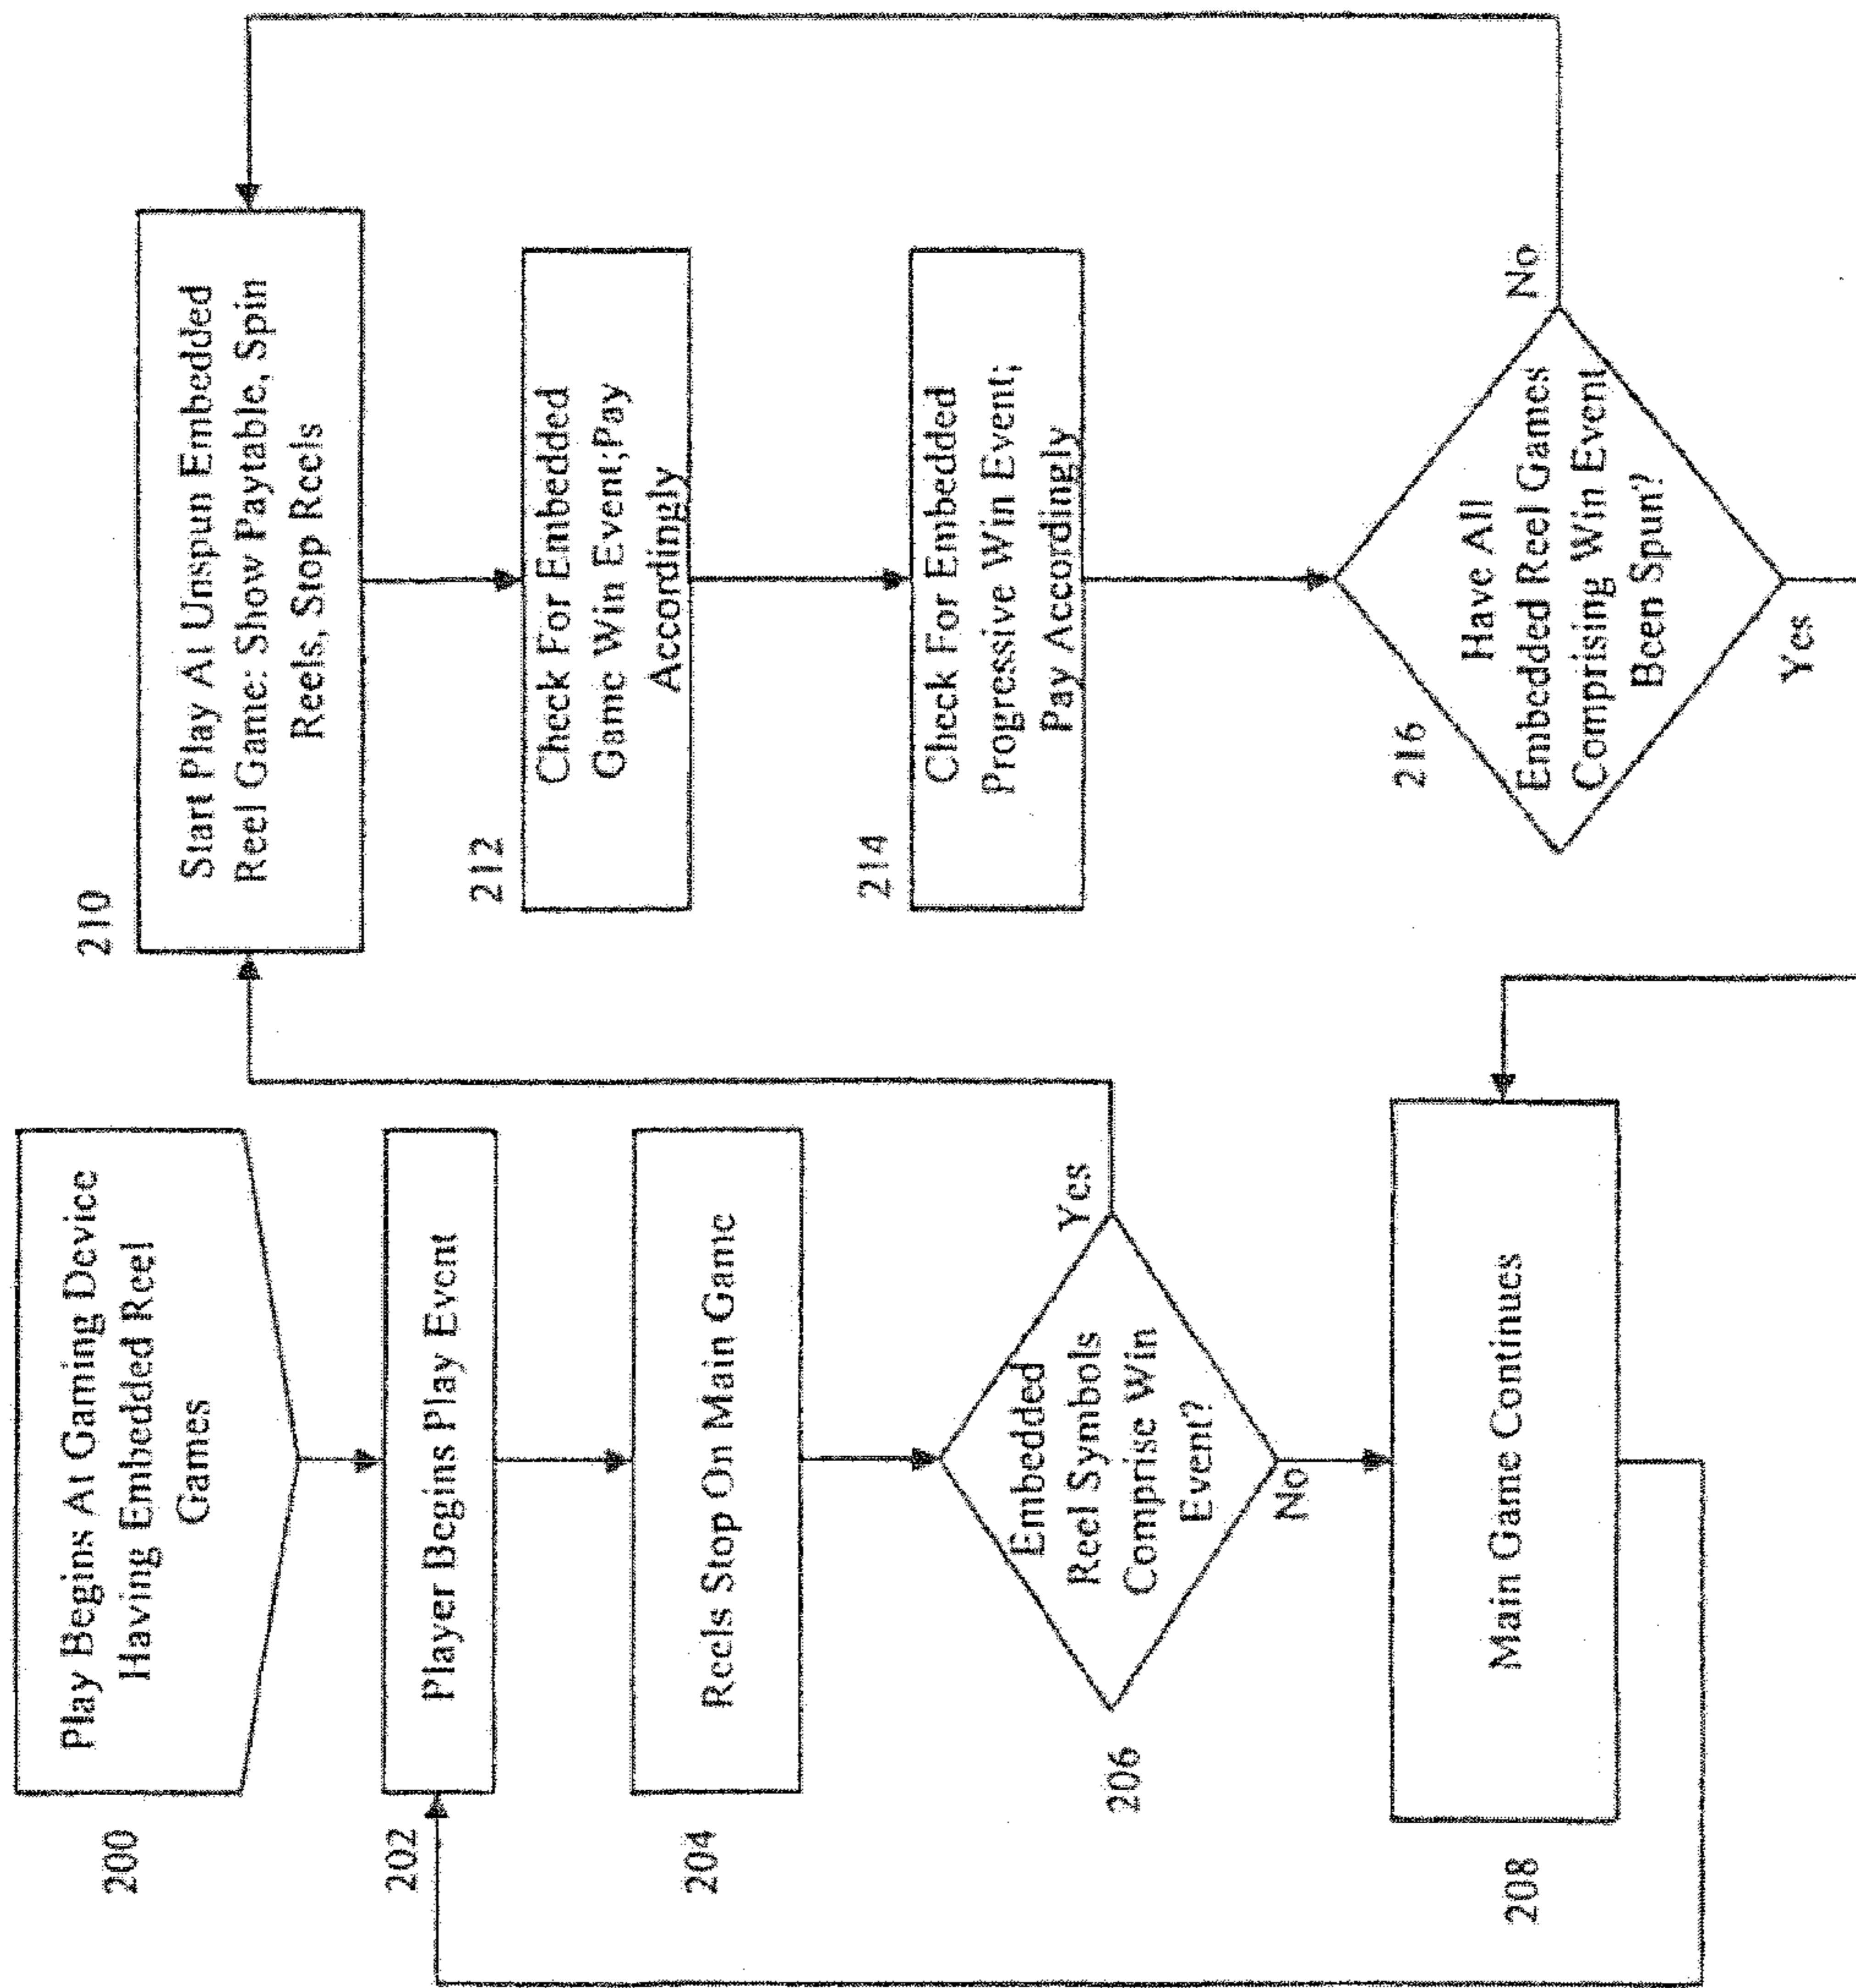 200
Play Begins At Gaming Device
Having Embedded Reel
Games
202
Player Begins Play Event
204
Reels Stop On Main Game
206
Embedded
Reel Symbols
Comprise Win
Event?
Yes
No
208
Main Game Continues
210
Start Play At Unspun Embedded
Reel Game: Show Paytable, Spin
Reels, Stop Reels
212
Check For Embedded
Game Win Event;Pay
Accordingly
214
Check For Embedded
Progressive Win Event;
Pay Accordingly
216
Have All
Embedded Reel Games
Comprising Win Event
Been Spun?
No
Yes